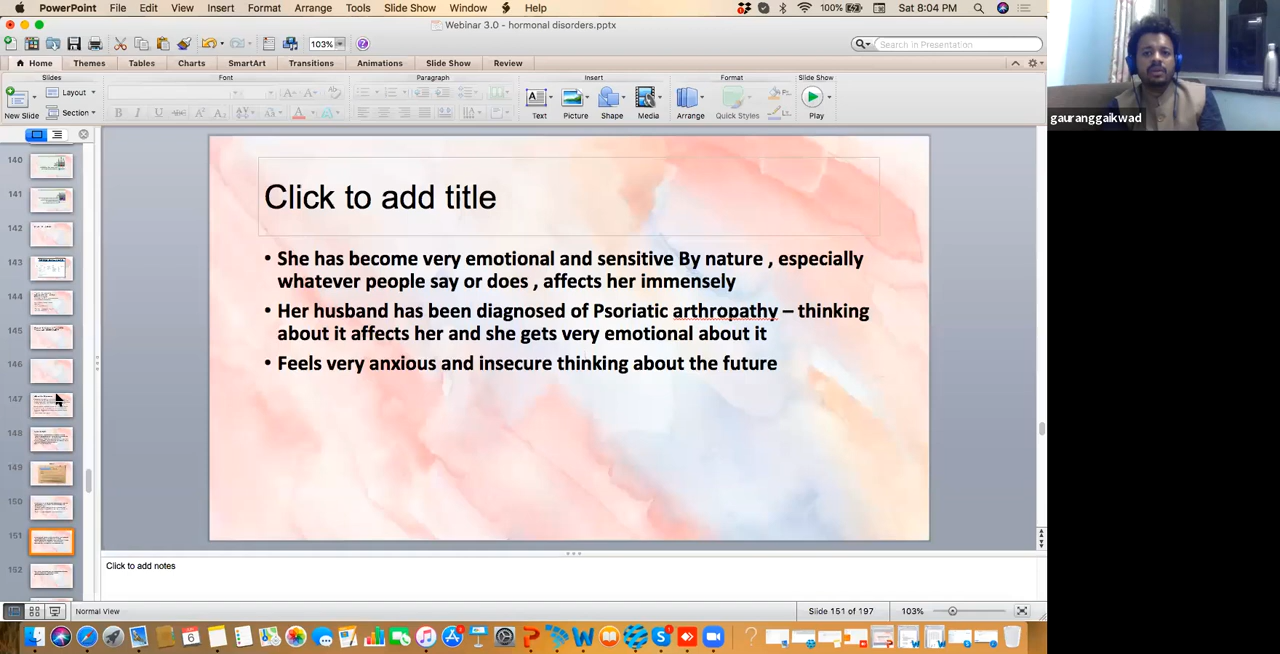 PowerPoint File Edit View Insert Format Arrange Tools Slide Show Window Help 100% Sat 8:04 PM
Webinar 3.0 - hormonal disorders.pptx
103% Search in Presentation
Home Themes Tables Charts SmartArt Transitions Animations Slide Show Review
Slides Font Paragraph Insert Format Slide Show
New Slide Layout Section Text Picture Shape Media Arrange Quick Styles Play
gauranggaikwad
140
141
142
143
144
145
146
147
148
149
150
151
152
Click to add title
• She has become very emotional and sensitive By nature , especially
whatever people say or does , affects her immensely
• Her husband has been diagnosed of Psoriatic arthropathy – thinking
about it affects her and she gets very emotional about it
• Feels very anxious and insecure thinking about the future
Click to add notes
Normal View Slide 151 of 197 103%